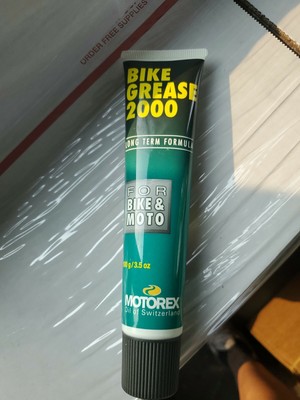 ORDER FREE SUPPLIES
BIKE
GREASE
2000
LONG TERM FORMULA
FOR
BIKE &
MOTO
100 g/3.5 oz
MOTOREX
Oil of Switzerland